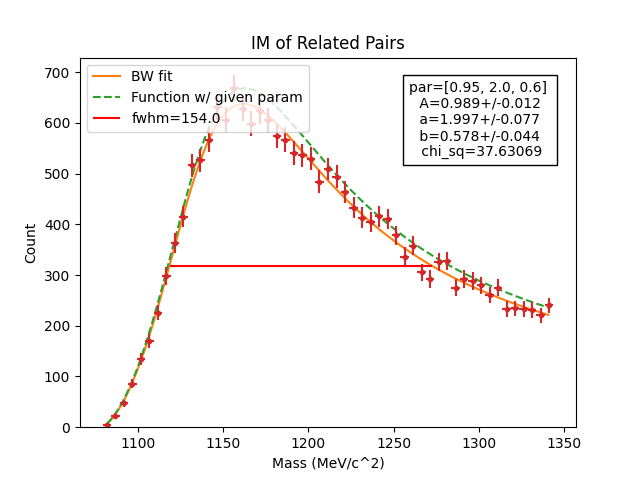 IM of Related Pairs
BW fit
Function w/ given param
fwhm=154.0
par=[0.95, 2.0, 0.6]
A=0.989+/-0.012
a=1.997+/-0.077
b=0.578+/-0.044
chi_sq=37.63069
Count
700
600
500
400
300
200
100
0
1100
1150
1200
1250
1300
1350
Mass (MeV/c^2)